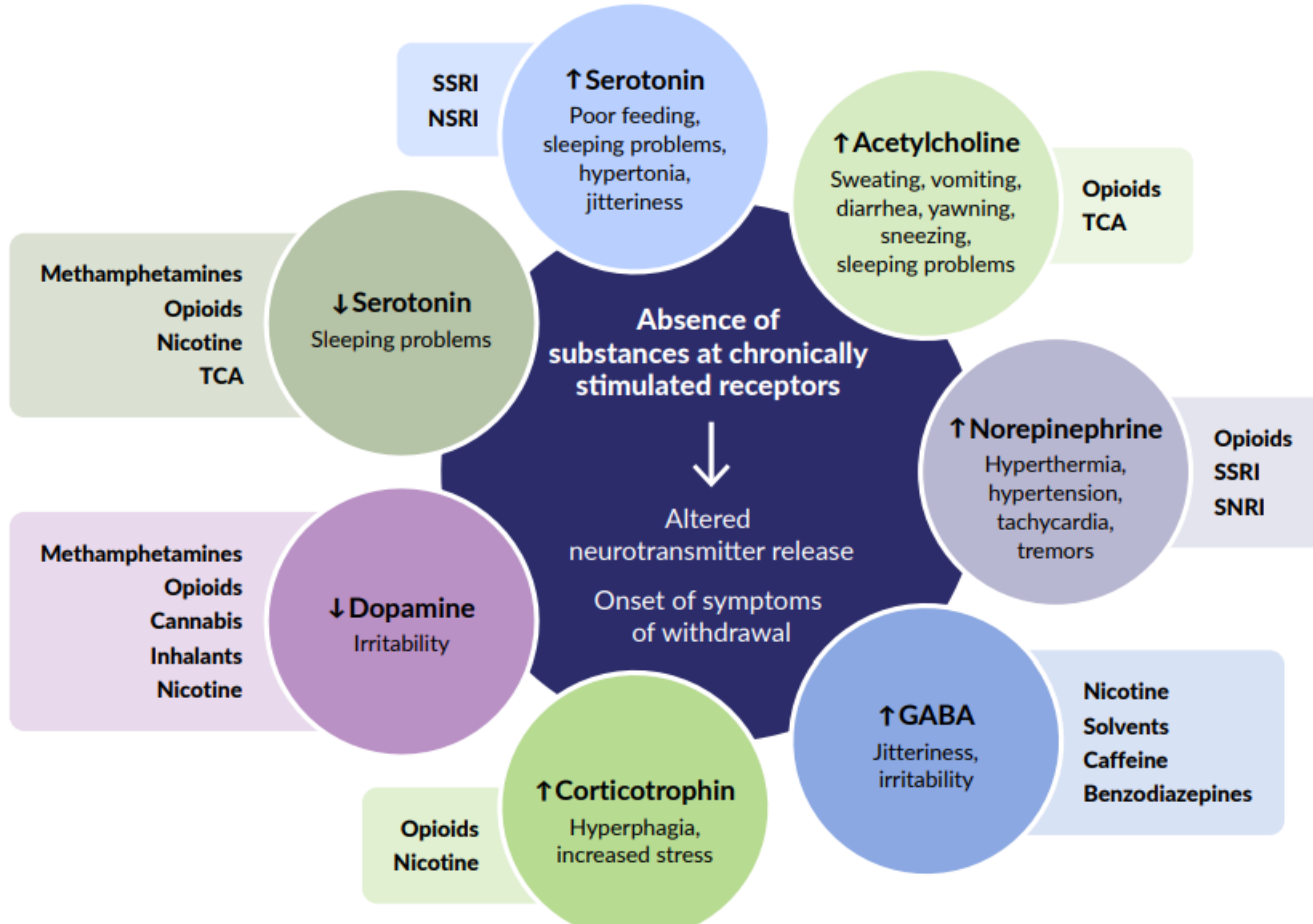 SSRI
NSRI
↑Serotonin
Poor feeding,
sleeping problems,
hypertonia,
jitteriness
↑Acetylcholine
Sweating, vomiting,
diarrhea, yawning,
sneezing,
sleeping problems
Opioids
TCA
Methamphetamines
Opioids
Nicotine
TCA
↓Serotonin
Sleeping problems
Absence of
substances at chronically
stimulated receptors
Altered
neurotransmitter release
Onset of symptoms
of withdrawal
↑Norepinephrine
Hyperthermia,
hypertension,
tachycardia,
tremors
Opioids
SSRI
SNRI
Methamphetamines
Opioids
Cannabis
Inhalants
Nicotine
↓Dopamine
Irritability
↑GABA
Jitteriness,
irritability
Nicotine
Solvents
Caffeine
Benzodiazepines
Opioids
Nicotine
↑Corticotrophin
Hyperphagia,
increased stress